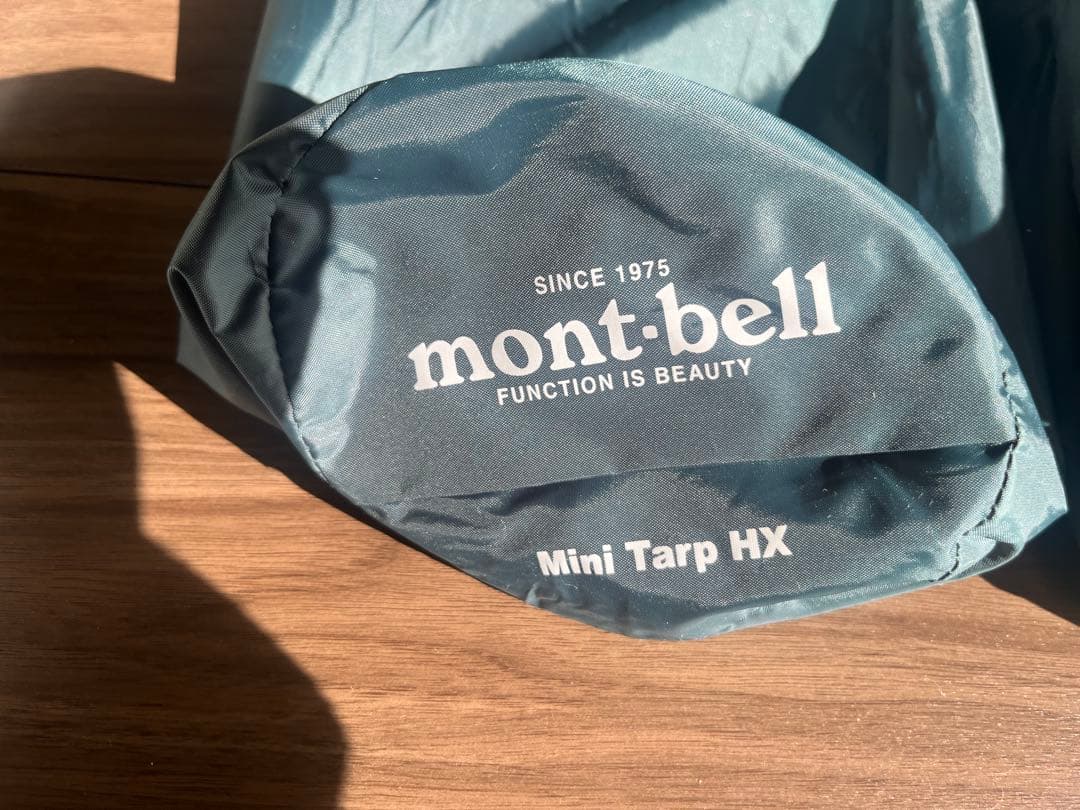 SINCE 1975
mont·bell
FUNCTION IS BEAUTY
Mini Tarp HX